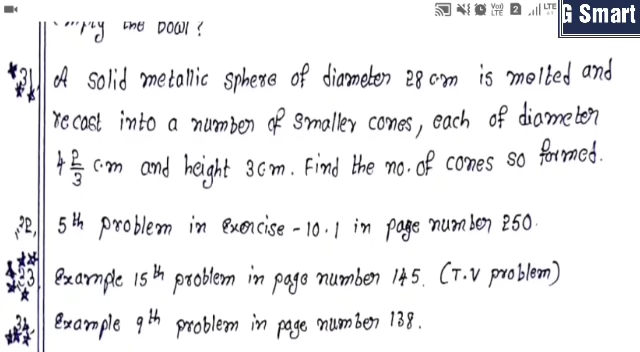 G Smart
empty the bowl?
*31* A solid metallic sphere of diameter 28 cm is melted and
recast into a number of smaller cones, each of diameter
4 2/3 c.m and height 3cm. Find the no. of cones so formed.
32, 5th problem in exercise - 10.1 in page number 250.
33 Example 15th problem in page number 145. (T.V problem)
34 Example 9th problem in page number 138.